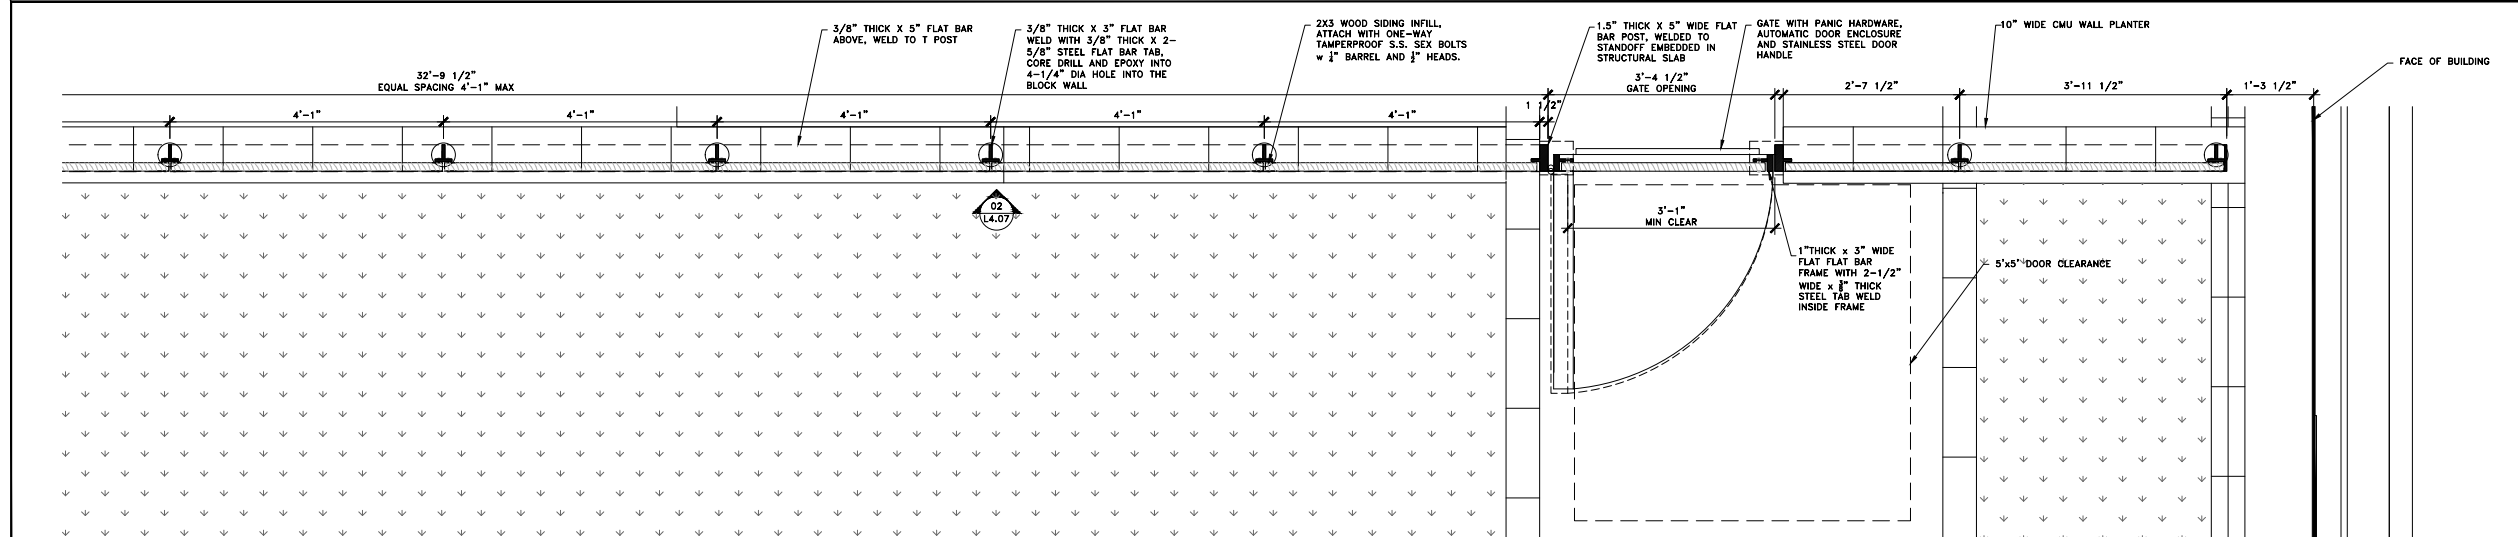 3/8" THICK X 5" FLAT BAR
ABOVE, WELD TO T POST
3/8" THICK X 3" FLAT BAR
WELD WITH 3/8" THICK X 2-
5/8" STEEL FLAT BAR TAB,
CORE DRILL AND EPOXY INTO
4-1/4" DIA HOLE INTO THE
BLOCK WALL
2X3 WOOD SIDING INFILL,
ATTACH WITH ONE-WAY
TAMPERPROOF S.S. SEX BOLTS
w ¼" BARREL AND ½" HEADS.
1.5" THICK X 5" WIDE FLAT
BAR POST, WELDED TO
STANDOFF EMBEDDED IN
STRUCTURAL SLAB
GATE WITH PANIC HARDWARE,
AUTOMATIC DOOR ENCLOSURE
AND STAINLESS STEEL DOOR
HANDLE
10" WIDE CMU WALL PLANTER
FACE OF BUILDING
32'-9 1/2"
EQUAL SPACING 4'-1" MAX
3'-4 1/2"
GATE OPENING
2'-7 1/2"
3'-11 1/2"
1'-3 1/2"
4'-1"
4'-1"
4'-1"
4'-1"
4'-1"
1 1/2"
02
L4.07
3'-1"
MIN CLEAR
1"THICK x 3" WIDE
FLAT FLAT BAR
FRAME WITH 2-1/2"
WIDE x ⅜" THICK
STEEL TAB WELD
INSIDE FRAME
5'x5' DOOR CLEARANCE